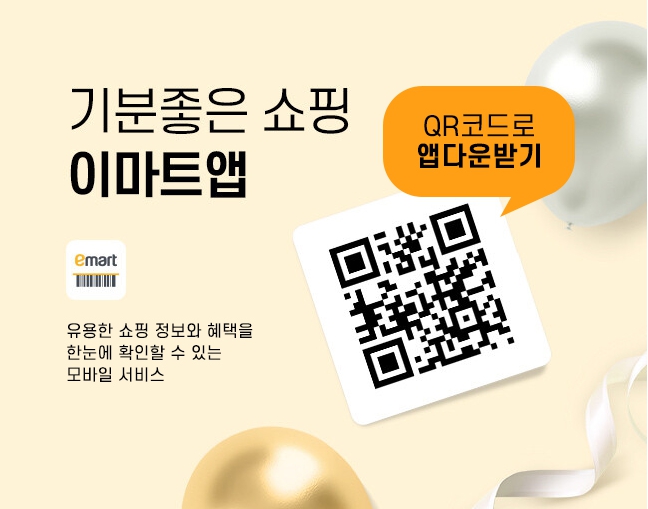 기분좋은 쇼핑
이마트앱
QR코드로
앱다운받기
emart
유용한 쇼핑 정보와 혜택을
한눈에 확인할 수 있는
모바일 서비스